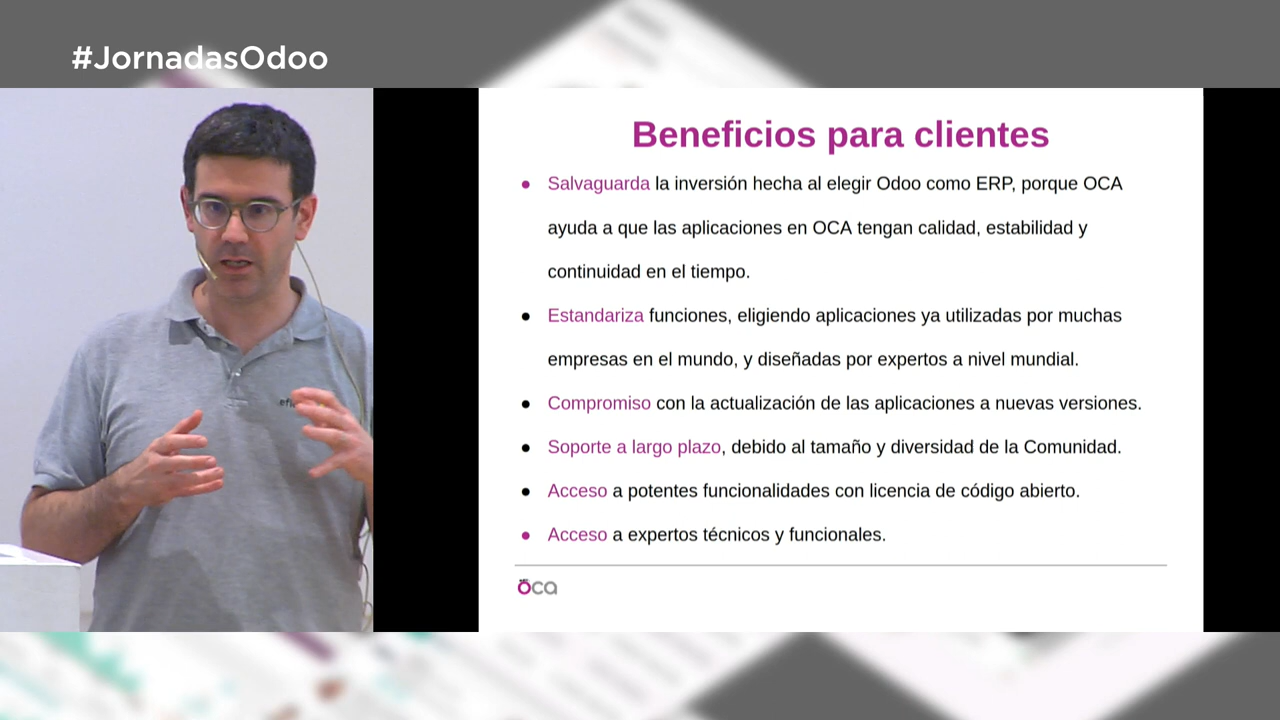 #JornadasOdoo
Beneficios para clientes
● Salvaguarda la inversión hecha al elegir Odoo como ERP, porque OCA
ayuda a que las aplicaciones en OCA tengan calidad, estabilidad y
continuidad en el tiempo.
● Estandariza funciones, eligiendo aplicaciones ya utilizadas por muchas
empresas en el mundo, y diseñadas por expertos a nivel mundial.
● Compromiso con la actualización de las aplicaciones a nuevas versiones.
● Soporte a largo plazo, debido al tamaño y diversidad de la Comunidad.
● Acceso a potentes funcionalidades con licencia de código abierto.
● Acceso a expertos técnicos y funcionales.
oca